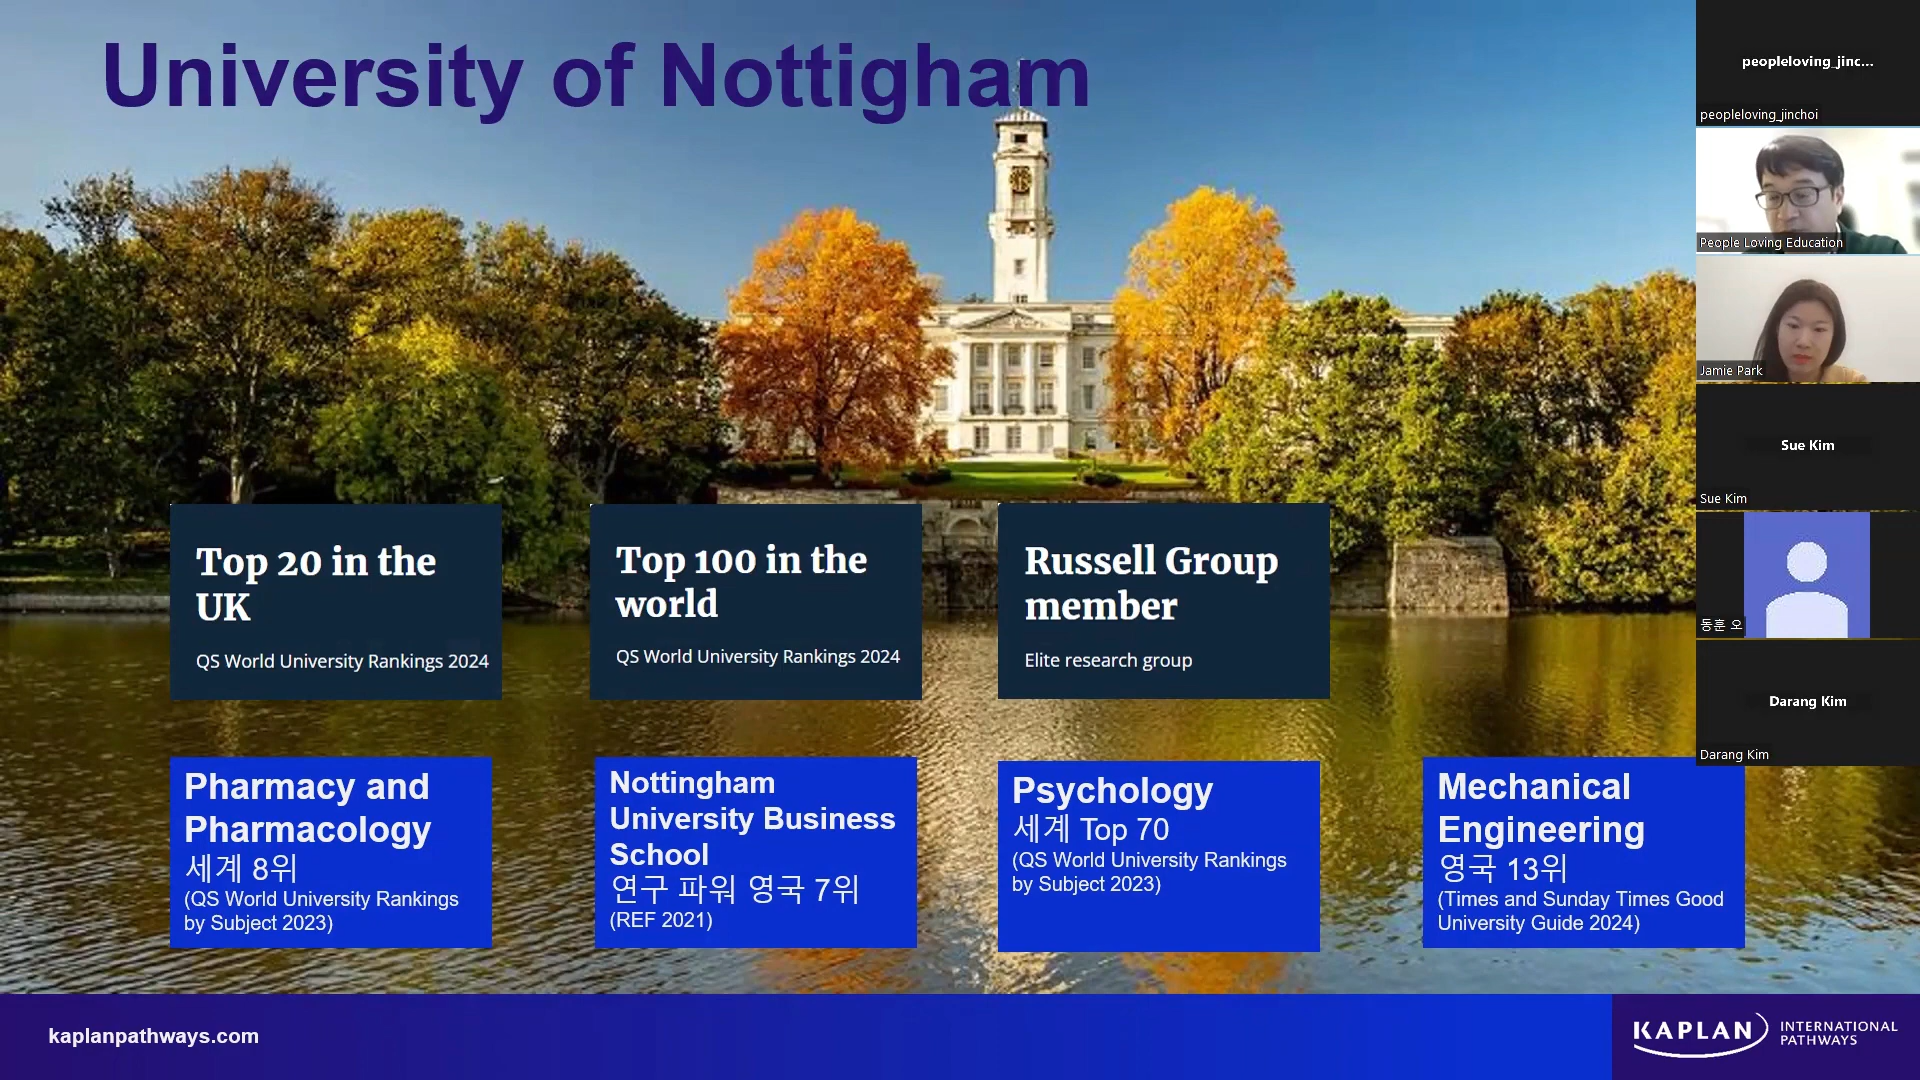 University of Nottigham
Top 20 in the
UK
QS World University Rankings 2024
Top 100 in the
world
QS World University Rankings 2024
Russell Group
member
Elite research group
Pharmacy and
Pharmacology
세계 8위
(QS World University Rankings
by Subject 2023)
Nottingham
University Business
School
연구 파워 영국 7위
(REF 2021)
Psychology
세계 Top 70
(QS World University Rankings
by Subject 2023)
Mechanical
Engineering
영국 13위
(Times and Sunday Times Good
University Guide 2024)
kaplanpathways.com
KAPLAN
INTERNATIONAL
PATHWAYS
peopleloving_jinc...
peopleloving_jinchoi
People Loving Education
Jamie Park
Sue Kim
Sue Kim
동훈 오
Darang Kim
Darang Kim